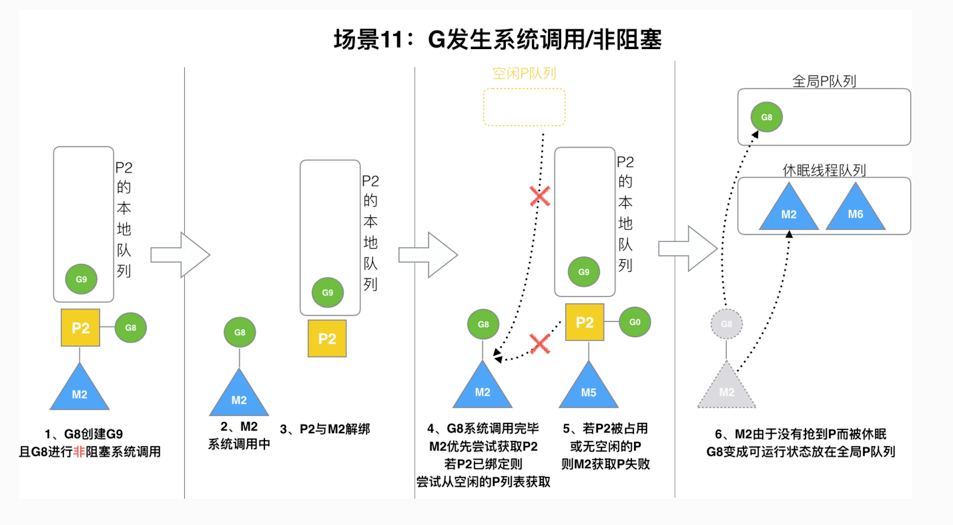 场景11：G发生系统调用/非阻塞
空闲P队列
全局P队列
G8
休眠线程队列
M2
M6
P2的本地队列
G9
P2
G8
M2
P2的本地队列
G9
P2
G8
M2
P2的本地队列
G9
P2
G0
G8
M2
M5
G8
M2
1、G8创建G9
且G8进行非阻塞系统调用
2、M2
系统调用中
3、P2与M2解绑
4、G8系统调用完毕
M2优先尝试获取P2
若P2已绑定则
尝试从空闲的P列表获取
5、若P2被占用
或无空闲的P
则M2获取P失败
6、M2由于没有抢到P而被休眠
G8变成可运行状态放在全局P队列